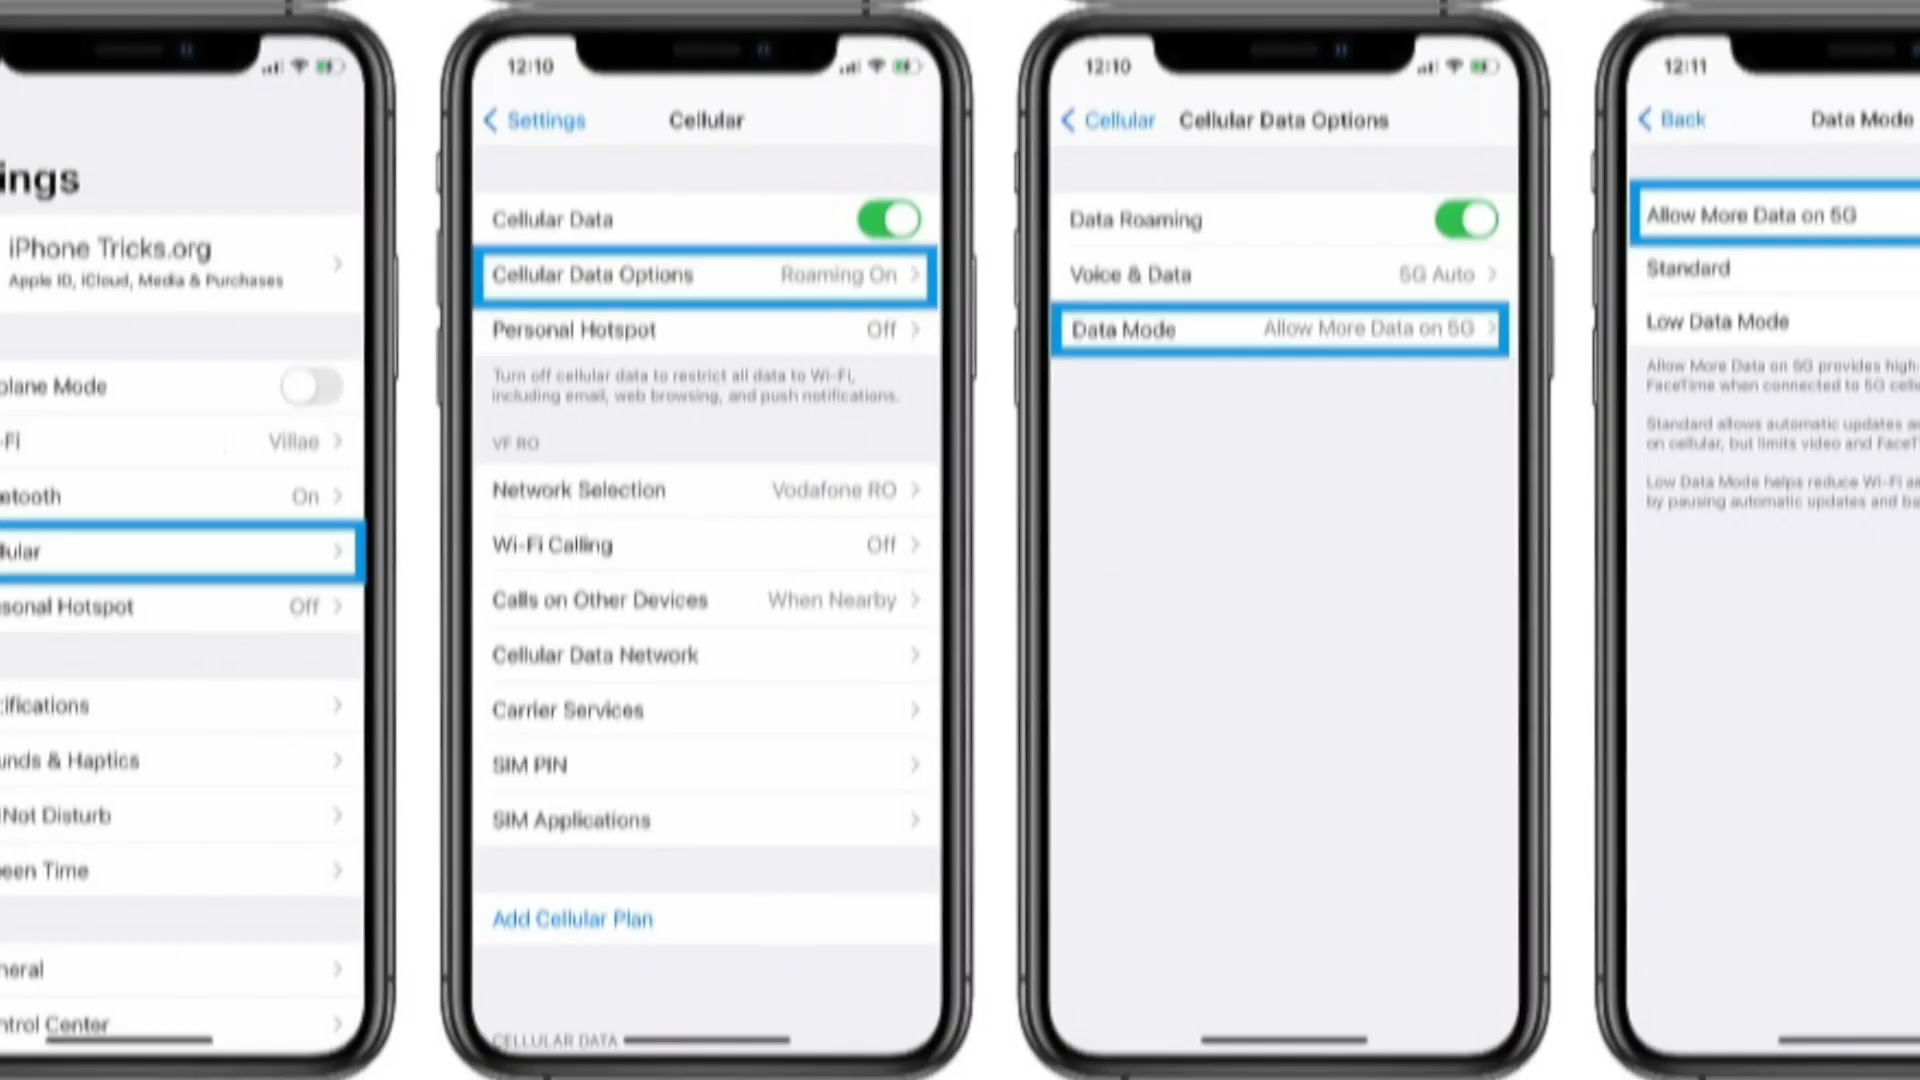 ings
iPhone Tricks.org
Apple ID, iCloud, Media & Purchases
plane Mode
-Fi
Villae
etooth
On
lular
sonal Hotspot
Off
ifications
unds & Haptics
Not Disturb
een Time
neral
ntrol Center
12:10
Settings
Cellular
Cellular Data
Cellular Data Options
Roaming On
Personal Hotspot
Off
Turn off cellular data to restrict all data to Wi-Fi,
including email, web browsing, and push notifications.
VF RO
Network Selection
Vodafone RO
Wi-Fi Calling
Off
Calls on Other Devices
When Nearby
Cellular Data Network
Carrier Services
SIM PIN
SIM Applications
Add Cellular Plan
CELLULAR DATA
12:10
Cellular
Cellular Data Options
Data Roaming
Voice & Data
5G Auto
Data Mode
Allow More Data on 5G
12:11
Back
Data Mode
Allow More Data on 5G
Standard
Low Data Mode
Allow More Data on 5G provides high-
FaceTime when connected to 5G celle
Standard allows automatic updates a
on cellular, but limits video and FaceT
Low Data Mode helps reduce Wi-Fi a
by pausing automatic updates and ba